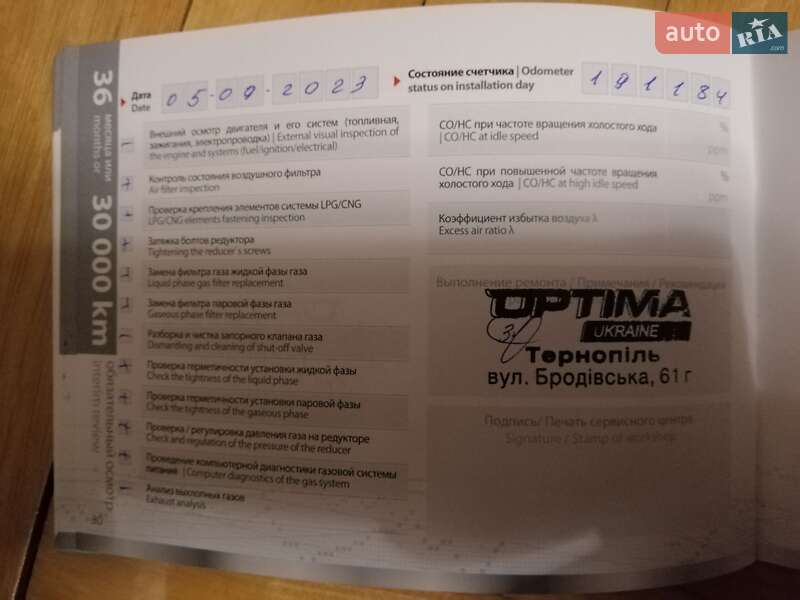 auto RIA .com
36 месяца или months or 30 000 km
обязательный осмотр
interim review
Дата
Date
05-09-2023
Состояние счетчика | Odometer
status on installation day
191184
Внешний осмотр двигателя и его систем (топливная,
зажигания, электропроводка) | External visual inspection of
the engine and systems (fuel/ignition/electrical)
Контроль состояния воздушного фильтра
Air filter inspection
Проверка крепления элементов системы LPG/CNG
LPG/CNG elements fastening inspection
Затяжка болтов редуктора
Tightening the reducer`s screws
Замена фильтра газа жидкой фазы газа
Liquid phase gas filter replacement
Замена фильтра паровой фазы газа
Gaseous phase filter replacement
Разборка и чистка запорного клапана газа
Dismantling and cleaning of shut-off valve
Проверка герметичности установки жидкой фазы
Check the tightness of the liquid phase
Проверка герметичности установки паровой фазы
Check the tightness of the gaseous phase
Проверка / регулировка давления газа на редукторе
Check and regulation of the pressure of the reducer
Проведение компьютерной диагностики газовой системы
питания | Computer diagnostics of the gas system
Анализ выхлопных газов
Exhaust analysis
30
CO/HC при частоте вращения холостого хода
| CO/HC at idle speed
%
ppm
CO/HC при повышенной частоте вращения
холостого хода | CO/HC at high idle speed
%
ppm
Коэффициент избытка воздуха λ
Excess air ratio λ
Выполнение ремонта / Примечания / Рекомендация
OPTIMA
UKRAINE
Тернопіль
вул. Бродівська, 61 г
Подпись/ Печать сервисного центра
Signature / Stamp of workshop